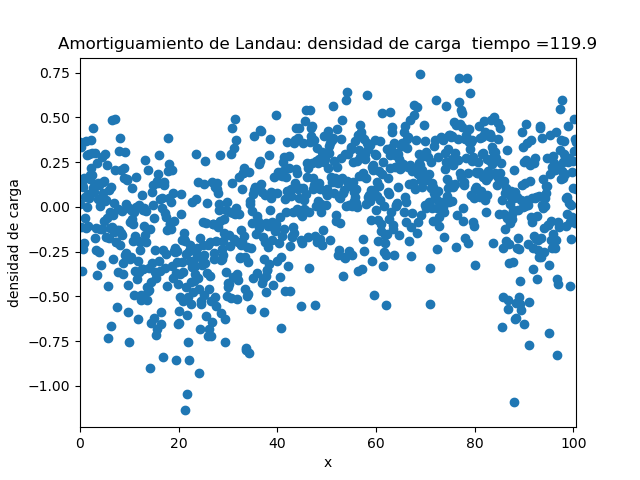 Amortiguamiento de Landau: densidad de carga  tiempo =119.9
densidad de carga
0.75
0.50
0.25
0.00
−0.25
−0.50
−0.75
−1.00
0 20 40 60 80 100
x